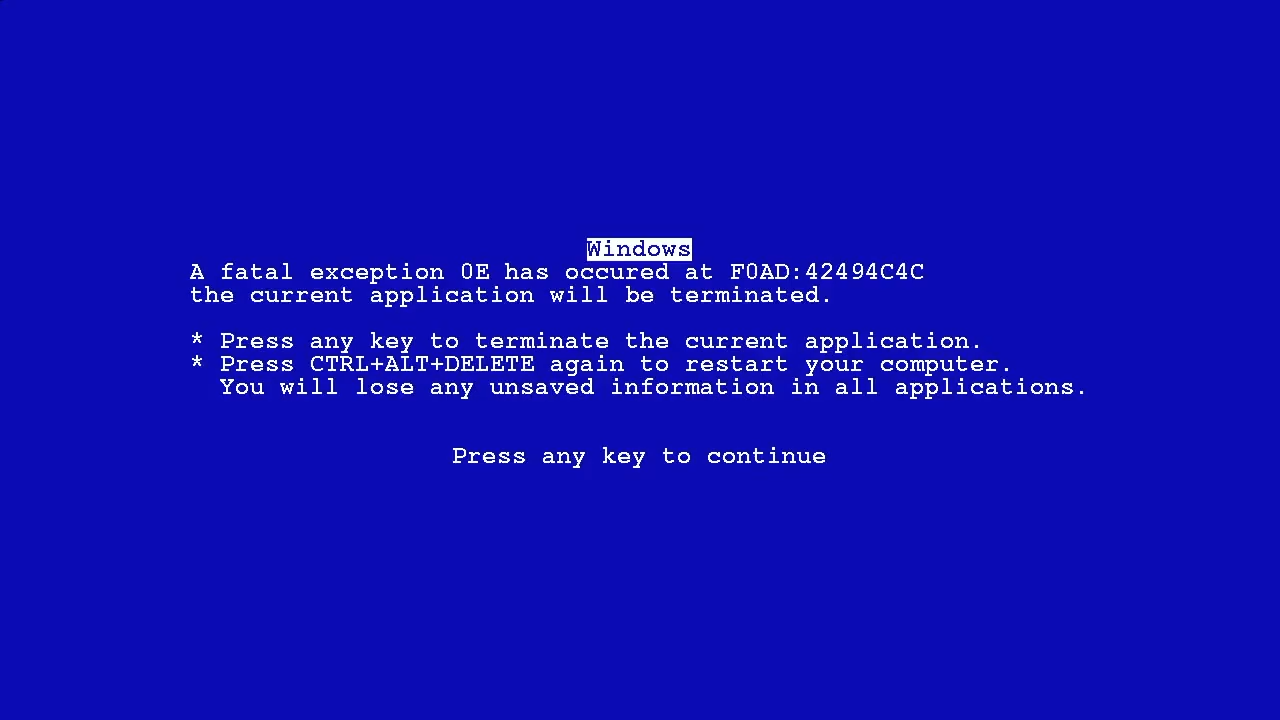 Windows
A fatal exception 0E has occured at F0AD:42494C4C
the current application will be terminated.
* Press any key to terminate the current application.
* Press CTRL+ALT+DELETE again to restart your computer.
You will lose any unsaved information in all applications.
Press any key to continue